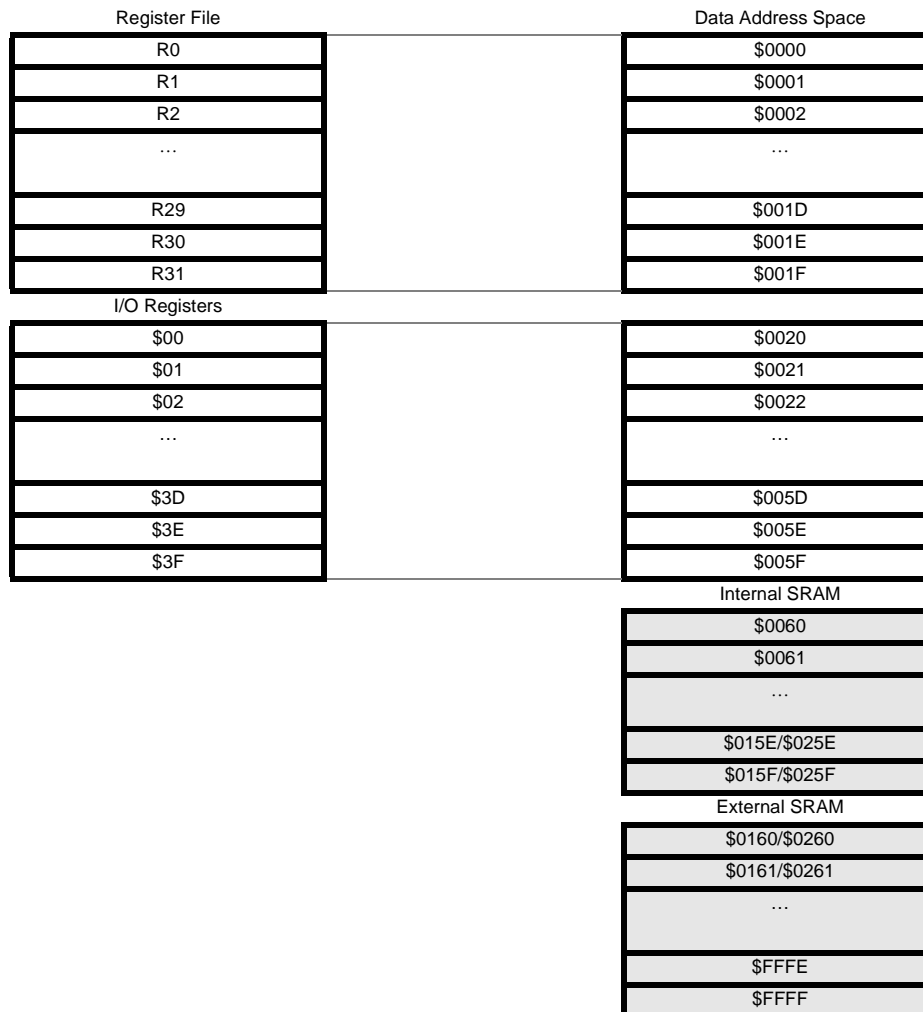 Register File Data Address Space
R0 $0000
R1 $0001
R2 $0002
… …
R29 $001D
R30 $001E
R31 $001F
I/O Registers
$00 $0020
$01 $0021
$02 $0022
… …
$3D $005D
$3E $005E
$3F $005F
Internal SRAM
$0060
$0061
…
$015E/$025E
$015F/$025F
External SRAM
$0160/$0260
$0161/$0261
…
$FFFE
$FFFF